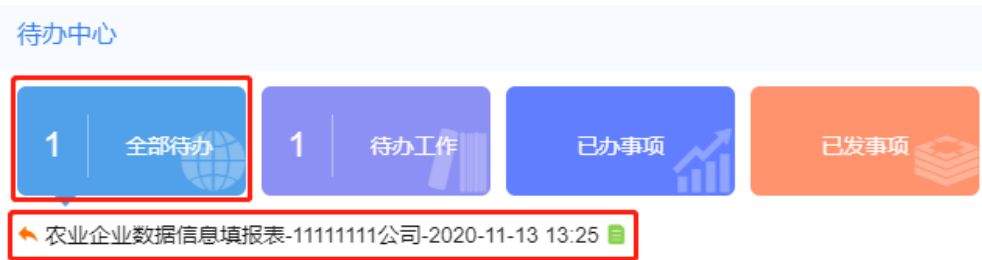 待办中心
1 全部待办 1 待办工作 已办事项 已发事项
农业企业数据信息填报表-11111111公司-2020-11-13 13:25